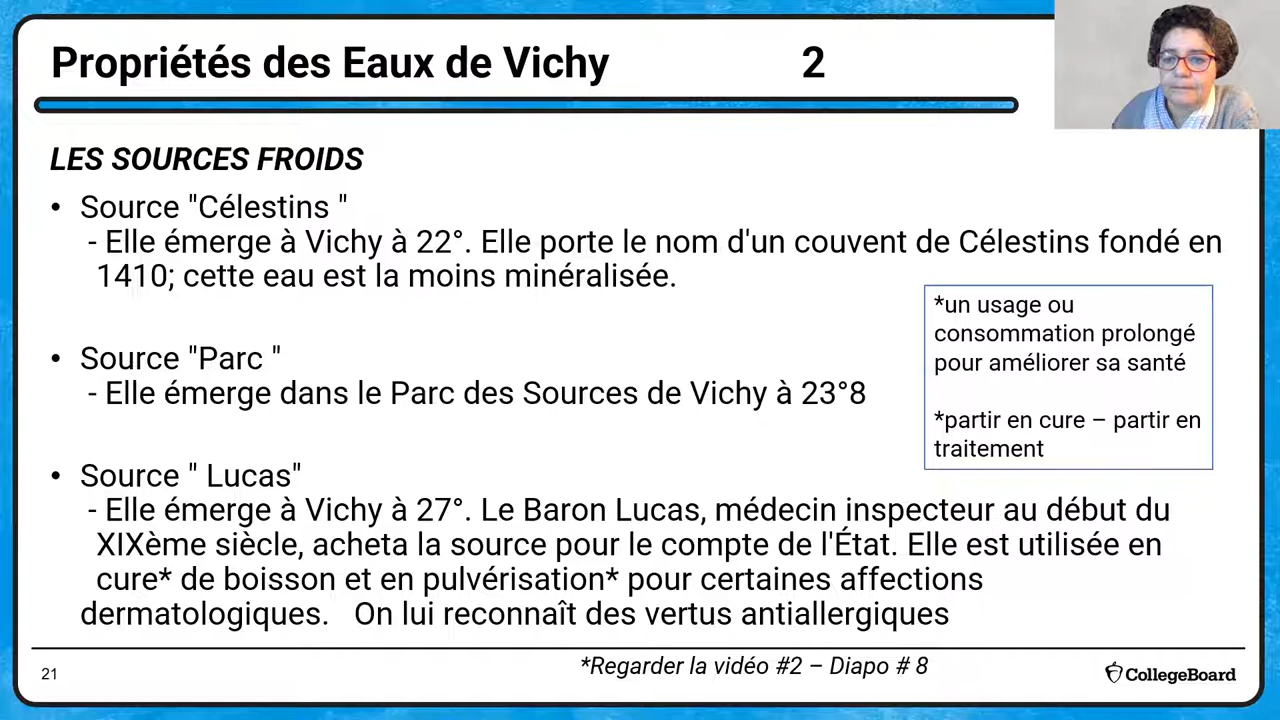 Propriétés des Eaux de Vichy 2
LES SOURCES FROIDS
• Source "Célestins "
- Elle émerge à Vichy à 22°. Elle porte le nom d'un couvent de Célestins fondé en
1410; cette eau est la moins minéralisée.
*un usage ou
consommation prolongé
pour améliorer sa santé
*partir en cure – partir en
traitement
• Source "Parc "
- Elle émerge dans le Parc des Sources de Vichy à 23°8
• Source " Lucas"
- Elle émerge à Vichy à 27°. Le Baron Lucas, médecin inspecteur au début du
XIXème siècle, acheta la source pour le compte de l'État. Elle est utilisée en
cure* de boisson et en pulvérisation* pour certaines affections
dermatologiques. On lui reconnaît des vertus antiallergiques
21
*Regarder la vidéo #2 – Diapo # 8
CollegeBoard